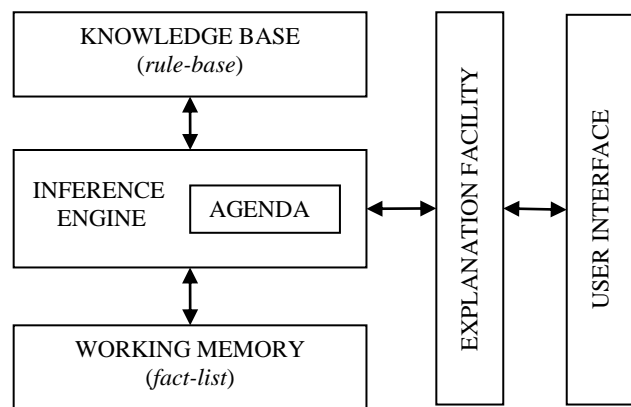 KNOWLEDGE BASE
(rule-base)
INFERENCE
ENGINE
AGENDA
WORKING MEMORY
(fact-list)
EXPLANATION FACILITY
USER INTERFACE